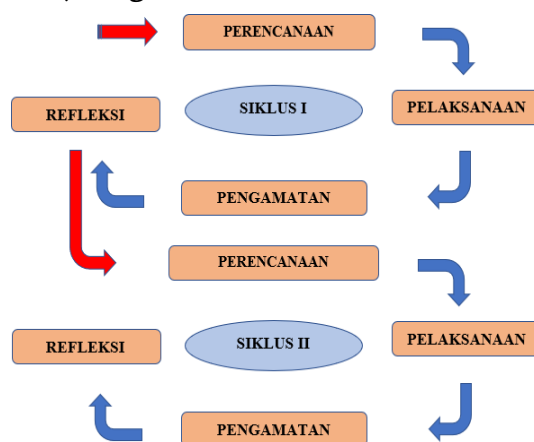 PERENCANAAN
REFLEKSI
SIKLUS I
PELAKSANAAN
PENGAMATAN
PERENCANAAN
REFLEKSI
SIKLUS II
PELAKSANAAN
PENGAMATAN